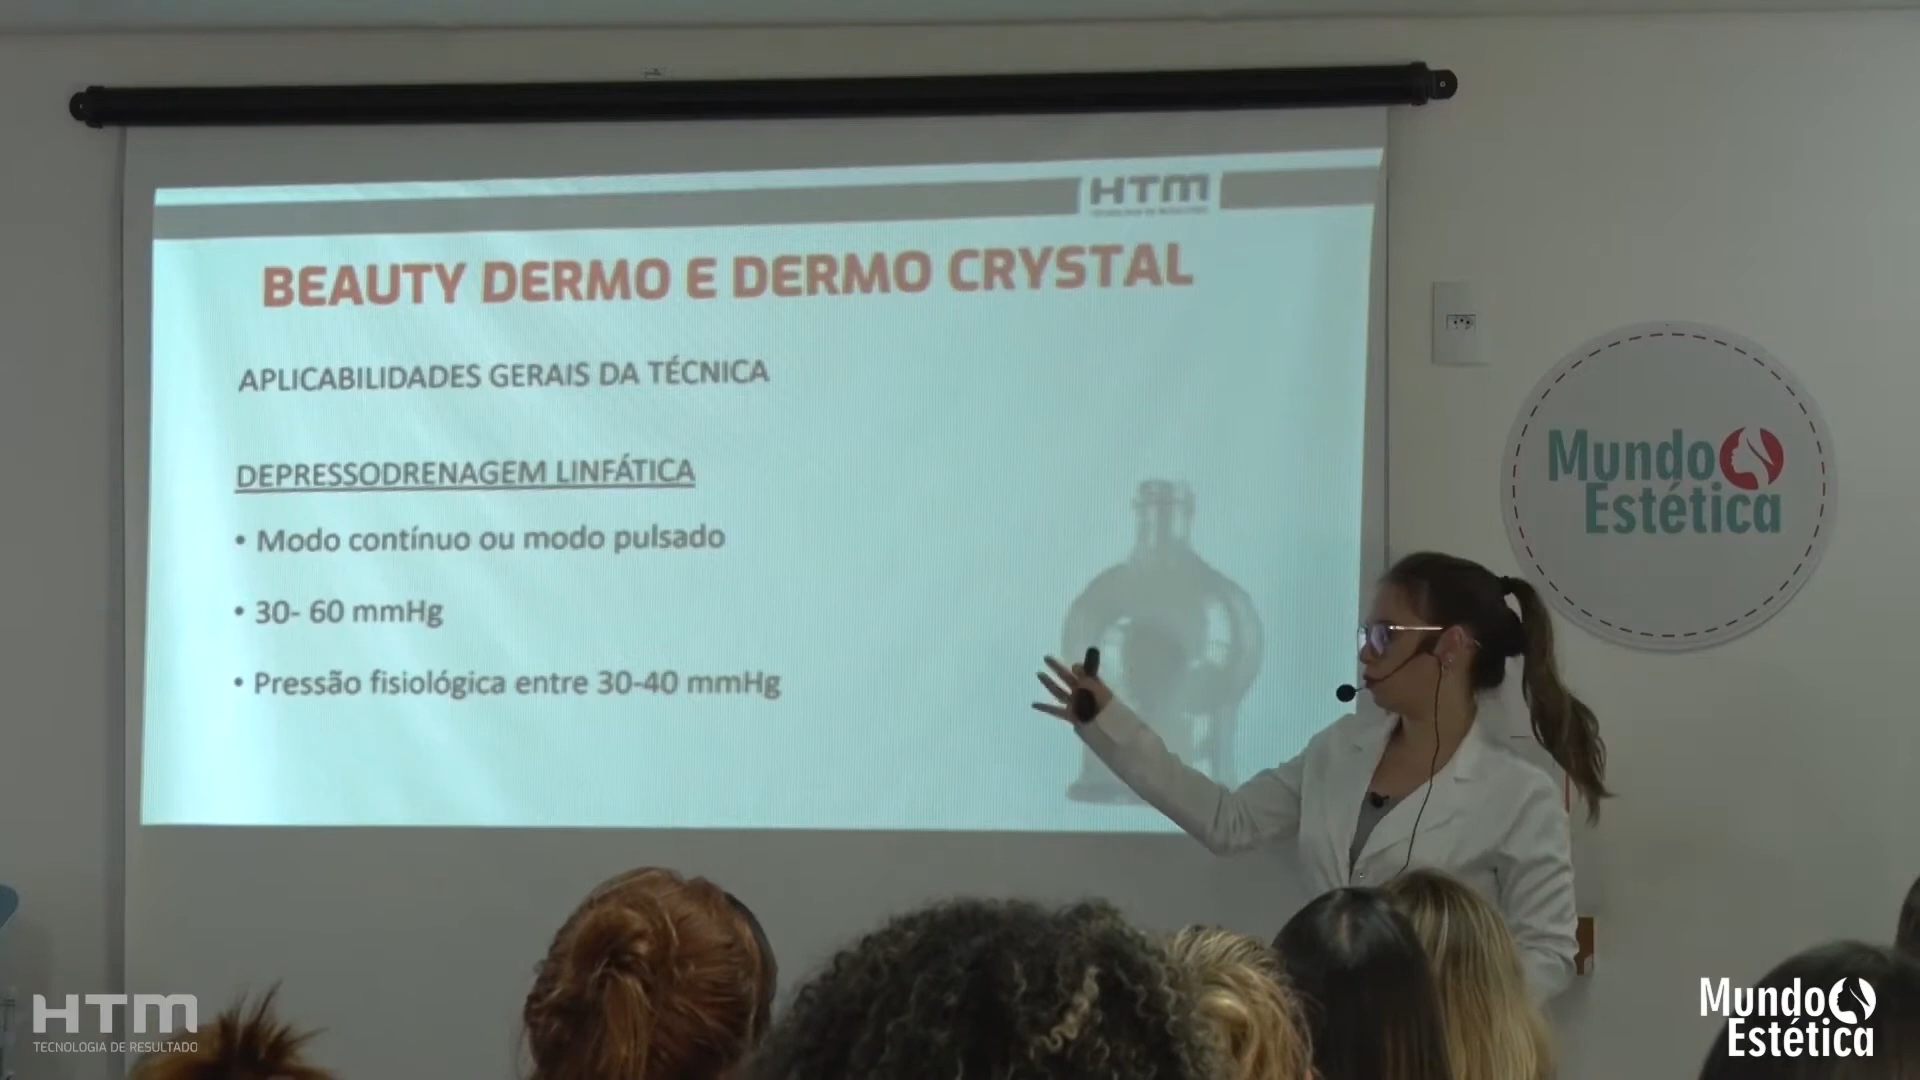 HTM
BEAUTY DERMO E DERMO CRYSTAL
APLICABILIDADES GERAIS DA TÉCNICA
DEPRESSODRENAGEM LINFÁTICA
• Modo contínuo ou modo pulsado
• 30- 60 mmHg
• Pressão fisiológica entre 30-40 mmHg
Mundo
Estética
HTM
TECNOLOGIA DE RESULTADO
Mundo
Estética